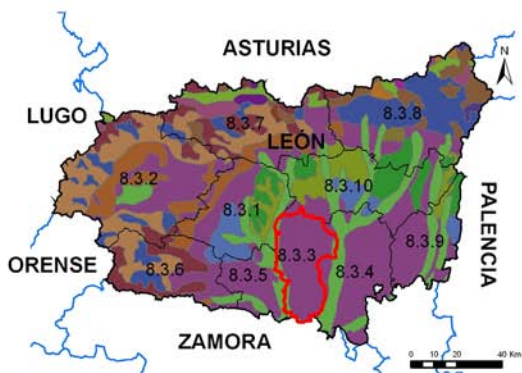 ASTURIAS
N
LUGO
8.3.7
8.3.8
LEÓN
8.3.2
8.3.10
8.3.1
PALENCIA
8.3.3
8.3.9
ORENSE
8.3.6
8.3.5
8.3.4
ZAMORA
0 10 20 40 Km